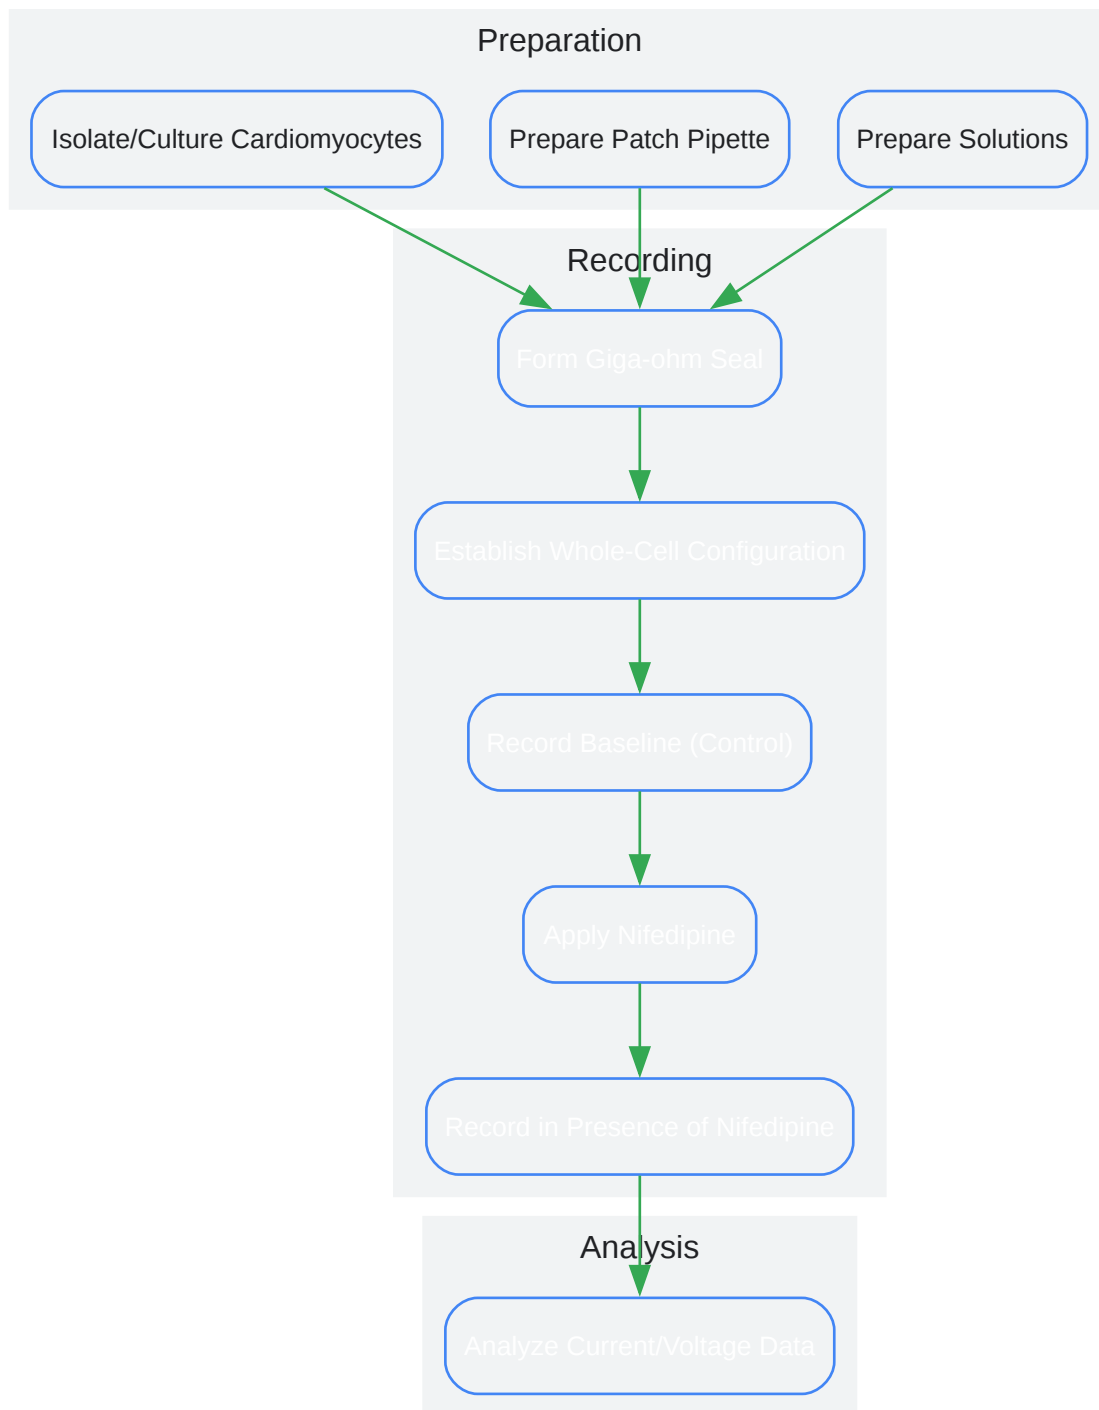 Preparation
Isolate/Culture Cardiomyocytes
Prepare Patch Pipette
Prepare Solutions
Recording
Form Giga-ohm Seal
Establish Whole-Cell Configuration
Record Baseline (Control)
Apply Nifedipine
Record in Presence of Nifedipine
Analysis
Analyze Current/Voltage Data